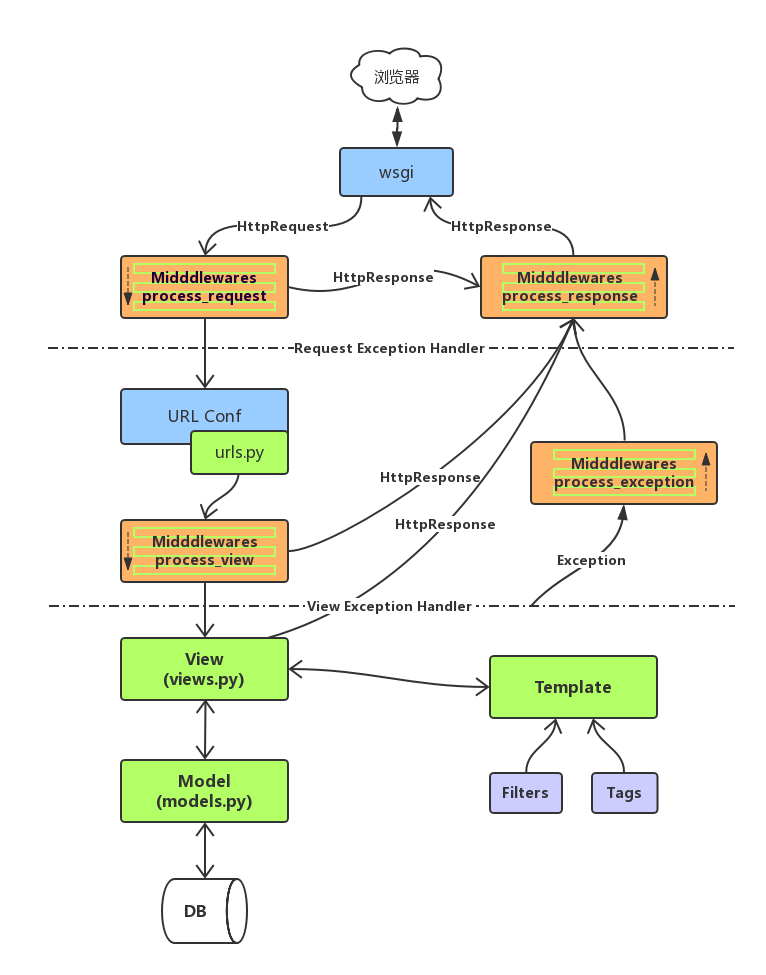 浏览器
wsgi
HttpRequest
HttpResponse
Midddlewares
process_request
HttpResponse
Midddlewares
process_response
Request Exception Handler
URL Conf
urls.py
Midddlewares
process_exception
HttpResponse
HttpResponse
Midddlewares
process_view
Exception
View Exception Handler
View
(views.py)
Template
Model
(models.py)
Filters
Tags
DB